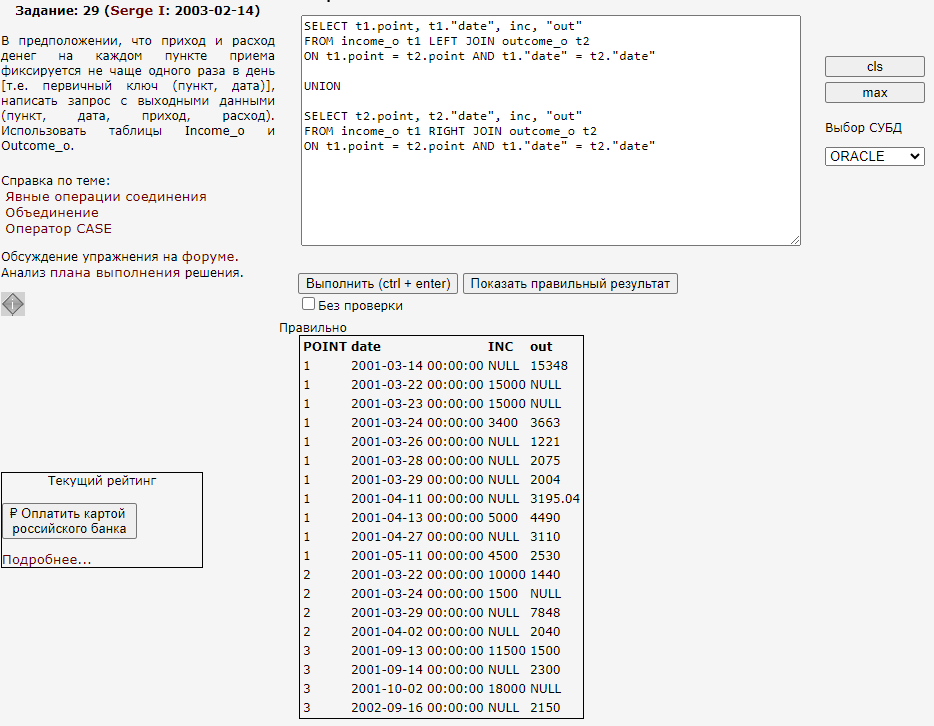 Задание: 29 (Serge I: 2003-02-14)
В предположении, что приход и расход
денег на каждом пункте приема
фиксируется не чаще одного раза в день
[т.е. первичный ключ (пункт, дата)],
написать запрос с выходными данными
(пункт, дата, приход, расход).
Использовать таблицы Income_o и
Outcome_o.
Справка по теме:
Явные операции соединения
Объединение
Оператор CASE
Обсуждение упражнения на форуме.
Анализ плана выполнения решения.
Текущий рейтинг
₽ Оплатить картой
российского банка
Подробнее...
SELECT t1.point, t1."date", inc, "out"
FROM income_o t1 LEFT JOIN outcome_o t2
ON t1.point = t2.point AND t1."date" = t2."date"
UNION
SELECT t2.point, t2."date", inc, "out"
FROM income_o t1 RIGHT JOIN outcome_o t2
ON t1.point = t2.point AND t1."date" = t2."date"
cls
max
Выбор СУБД
ORACLE
Выполнить (ctrl + enter) Показать правильный результат
Без проверки
Правильно
POINT date INC out
1 2001-03-14 00:00:00 NULL 15348
1 2001-03-22 00:00:00 15000 NULL
1 2001-03-23 00:00:00 15000 NULL
1 2001-03-24 00:00:00 3400 3663
1 2001-03-26 00:00:00 NULL 1221
1 2001-03-28 00:00:00 NULL 2075
1 2001-03-29 00:00:00 NULL 2004
1 2001-04-11 00:00:00 NULL 3195.04
1 2001-04-13 00:00:00 5000 4490
1 2001-04-27 00:00:00 NULL 3110
1 2001-05-11 00:00:00 4500 2530
2 2001-03-22 00:00:00 10000 1440
2 2001-03-24 00:00:00 1500 NULL
2 2001-03-29 00:00:00 NULL 7848
2 2001-04-02 00:00:00 NULL 2040
3 2001-09-13 00:00:00 11500 1500
3 2001-09-14 00:00:00 NULL 2300
3 2001-10-02 00:00:00 18000 NULL
3 2002-09-16 00:00:00 NULL 2150